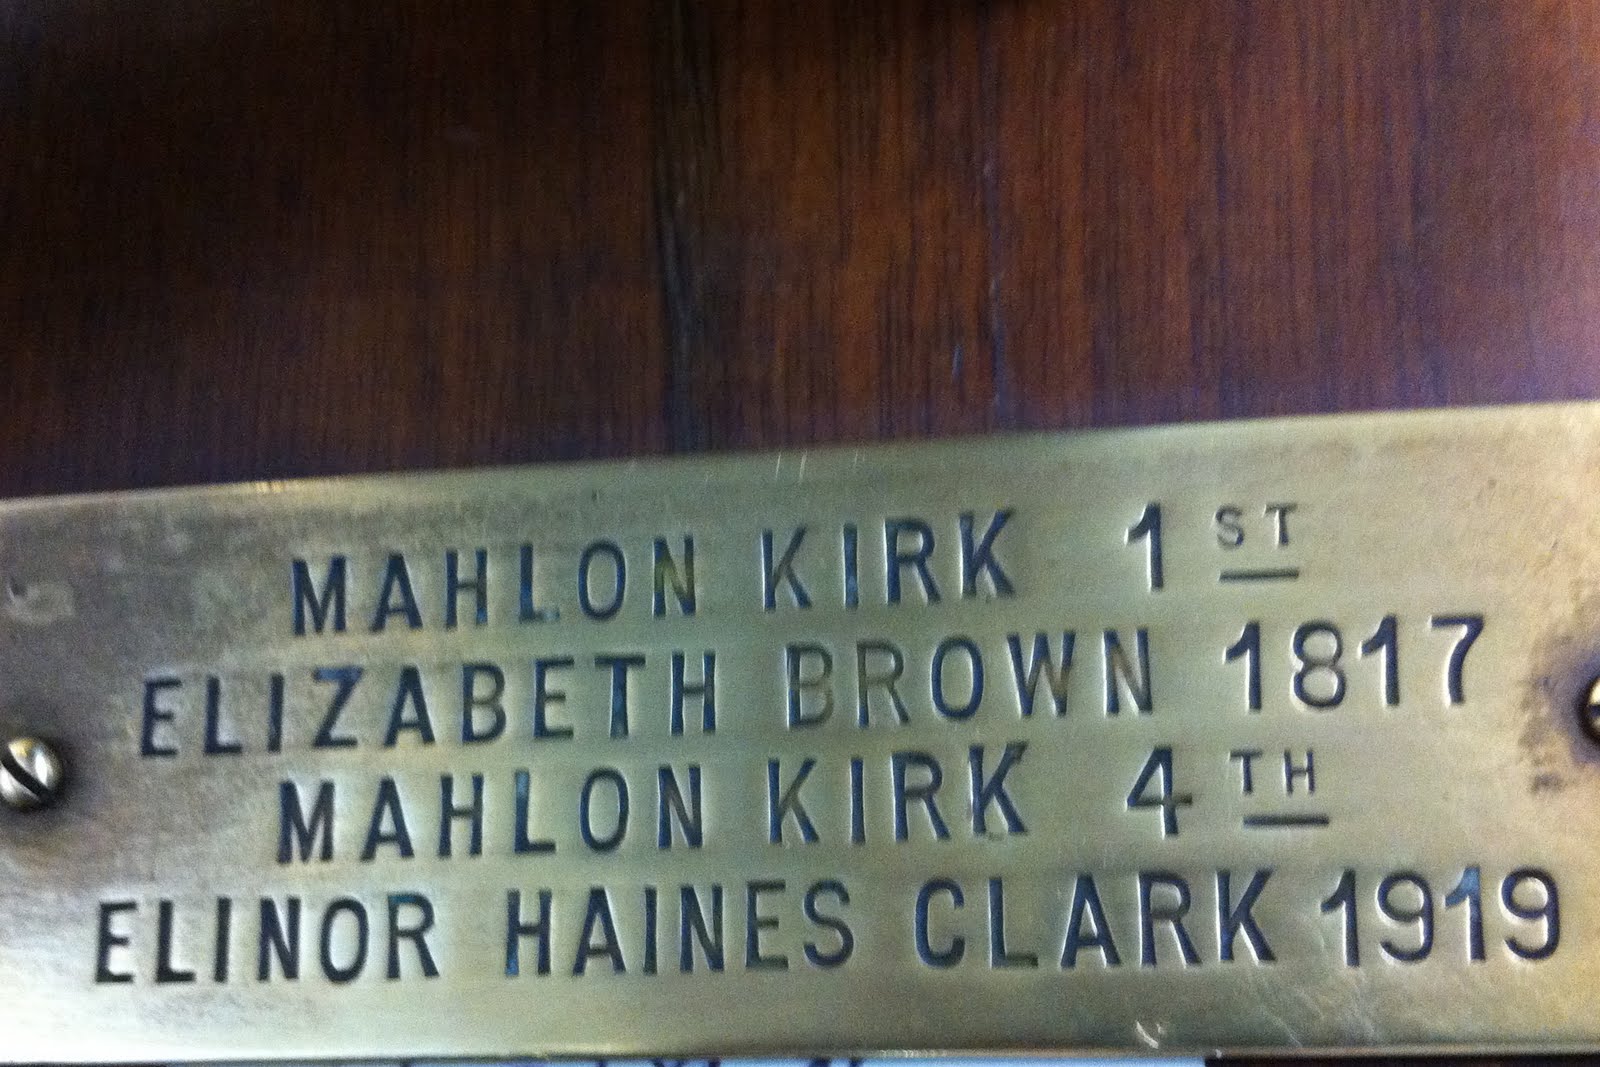 MAHLON KIRK 1ST
ELIZABETH BROWN 1817
MAHLON KIRK 4TH
ELINOR HAINES CLARK 1919